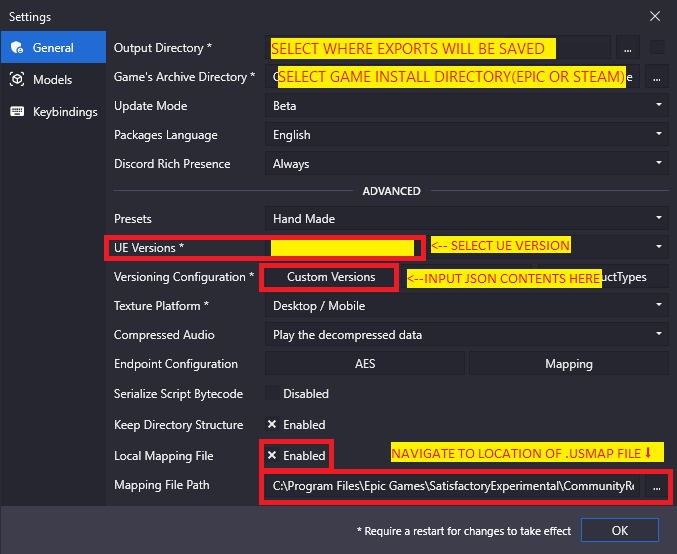 Settings
General
Models
Keybindings
Output Directory * SELECT WHERE EXPORTS WILL BE SAVED ...
Game's Archive Directory * SELECT GAME INSTALL DIRECTORY(EPIC OR STEAM) e ...
Update Mode Beta
Packages Language English
Discord Rich Presence Always
ADVANCED
Presets Hand Made
UE Versions * <-- SELECT UE VERSION
Versioning Configuration * Custom Versions <--INPUT JSON CONTENTS HERE uctTypes
Texture Platform * Desktop / Mobile
Compressed Audio Play the decompressed data
Endpoint Configuration AES Mapping
Serialize Script Bytecode Disabled
Keep Directory Structure Enabled
Local Mapping File Enabled NAVIGATE TO LOCATION OF .USMAP FILE ⬇
Mapping File Path C:\Program Files\Epic Games\SatisfactoryExperimental\CommunityRe ...
* Require a restart for changes to take effect OK